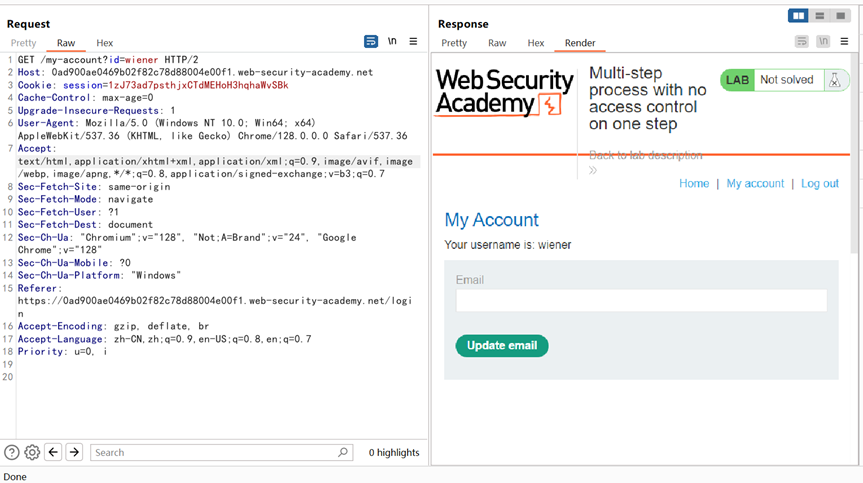 Request
Pretty Raw Hex
\n
1 GET /my-account?id=wiener HTTP/2
2 Host: 0ad900ae0469b02f82c78d88004e00f1.web-security-academy.net
3 Cookie: session=1zJ73ad7psthjxCTdMEHoH3hqhaWvSBk
4 Cache-Control: max-age=0
5 Upgrade-Insecure-Requests: 1
6 User-Agent: Mozilla/5.0 (Windows NT 10.0; Win64; x64)
AppleWebKit/537.36 (KHTML, like Gecko) Chrome/128.0.0.0 Safari/537.36
7 Accept:
text/html,application/xhtml+xml,application/xml;q=0.9,image/avif,image
/webp,image/apng,*/*;q=0.8,application/signed-exchange;v=b3;q=0.7
8 Sec-Fetch-Site: same-origin
9 Sec-Fetch-Mode: navigate
10 Sec-Fetch-User: ?1
11 Sec-Fetch-Dest: document
12 Sec-Ch-Ua: "Chromium";v="128", "Not;A=Brand";v="24", "Google
Chrome";v="128"
13 Sec-Ch-Ua-Mobile: ?0
14 Sec-Ch-Ua-Platform: "Windows"
15 Referer:
https://0ad900ae0469b02f82c78d88004e00f1.web-security-academy.net/logi
n
16 Accept-Encoding: gzip, deflate, br
17 Accept-Language: zh-CN,zh;q=0.9,en-US;q=0.8,en;q=0.7
18 Priority: u=0, i
19
20
Search
0 highlights
Done
Response
Pretty Raw Hex Render
\n
Web Security
Academy
Multi-step
process with no
access control
on one step
LAB Not solved
Back to lab description
Home | My account | Log out
My Account
Your username is: wiener
Email
Update email